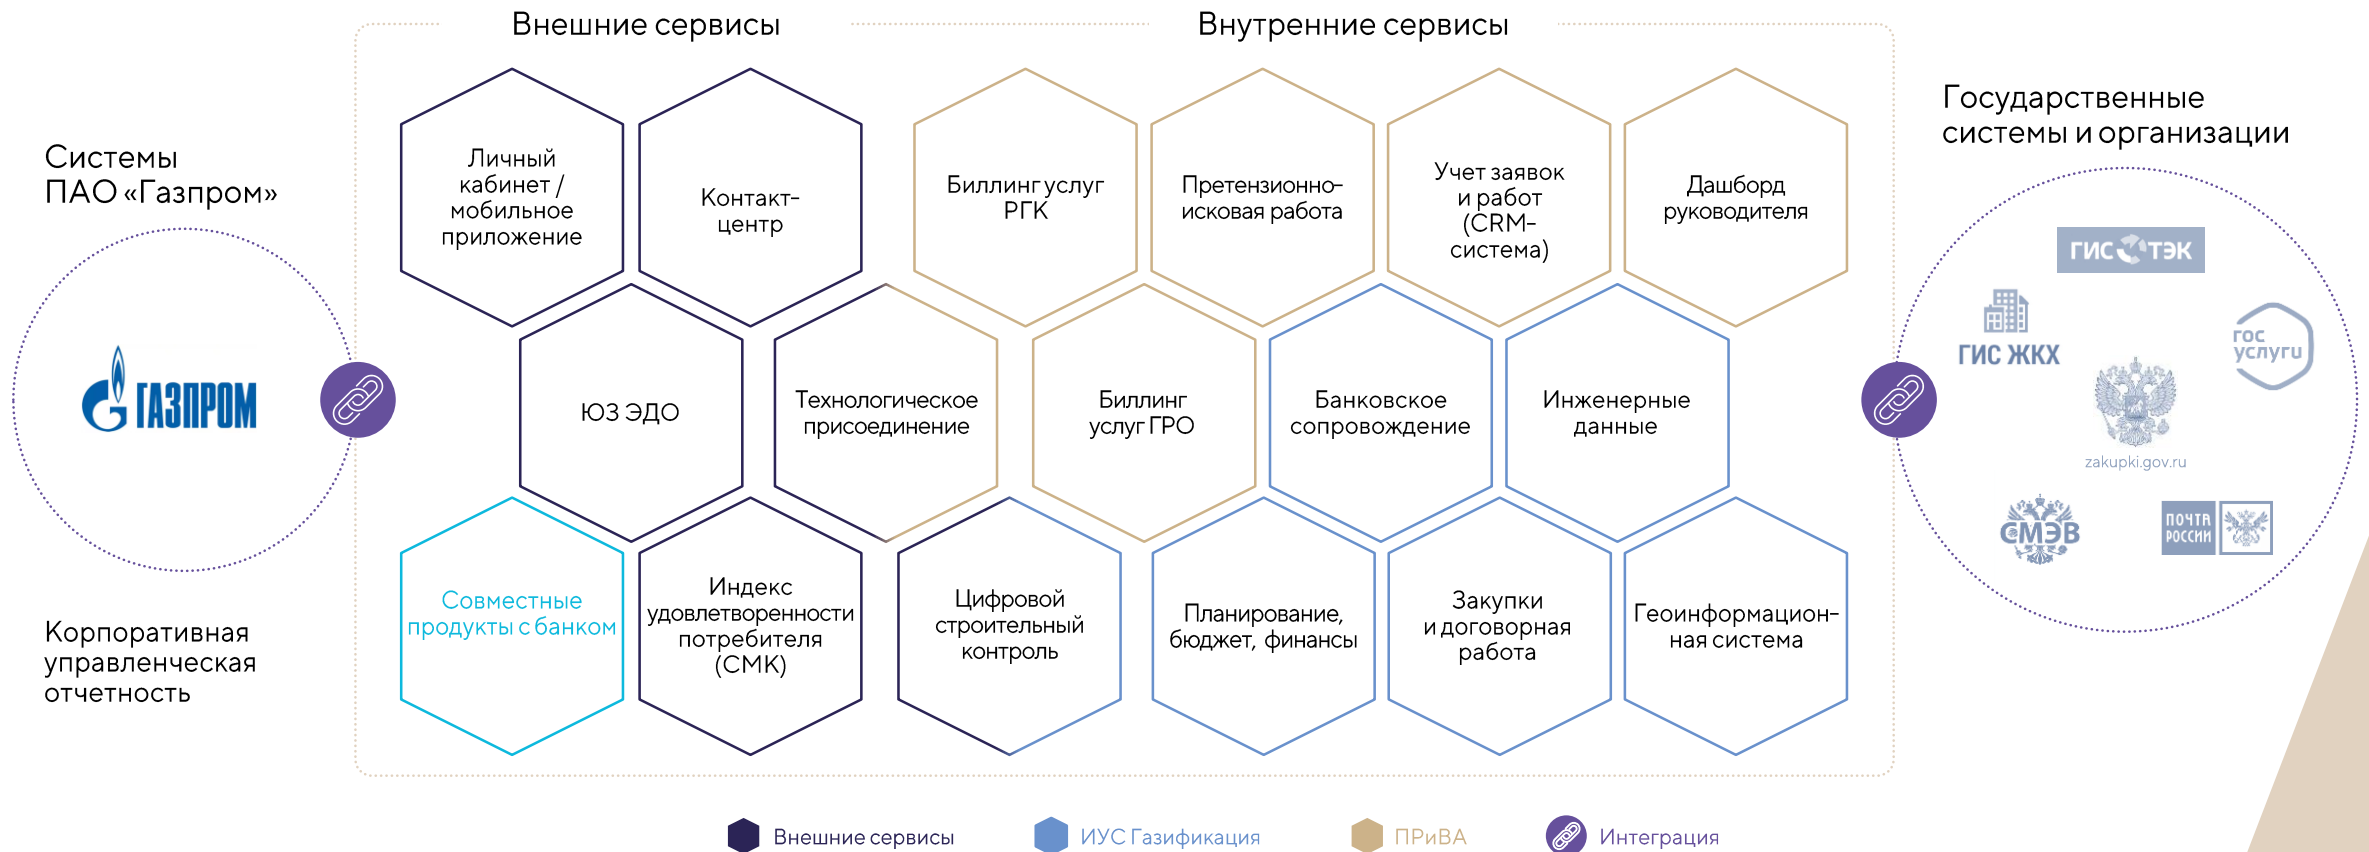 Внешние сервисы
Внутренние сервисы
Системы
ПАО «Газпром»
ГАЗПРОМ
Корпоративная
управленческая
отчетность
Личный
кабинет /
мобильное
приложение
Контакт-
центр
Биллинг услуг
РГК
Претензионно-
исковая работа
Учет заявок
и работ
(CRM-
система)
Дашборд
руководителя
ЮЗ ЭДО
Технологическое
присоединение
Биллинг
услуг ГРО
Банковское
сопровождение
Инженерные
данные
Совместные
продукты с банком
Индекс
удовлетворенности
потребителя
(СМК)
Цифровой
строительный
контроль
Планирование,
бюджет, финансы
Закупки
и договорная
работа
Геоинформацион-
ная система
Государственные
системы и организации
ГИС ТЭК
ГИС ЖКХ
гос
услуги
zakupki.gov.ru
СМЭВ
ПОЧТА
РОССИИ
Внешние сервисы
ИУС Газификация
ПРиВА
Интеграция